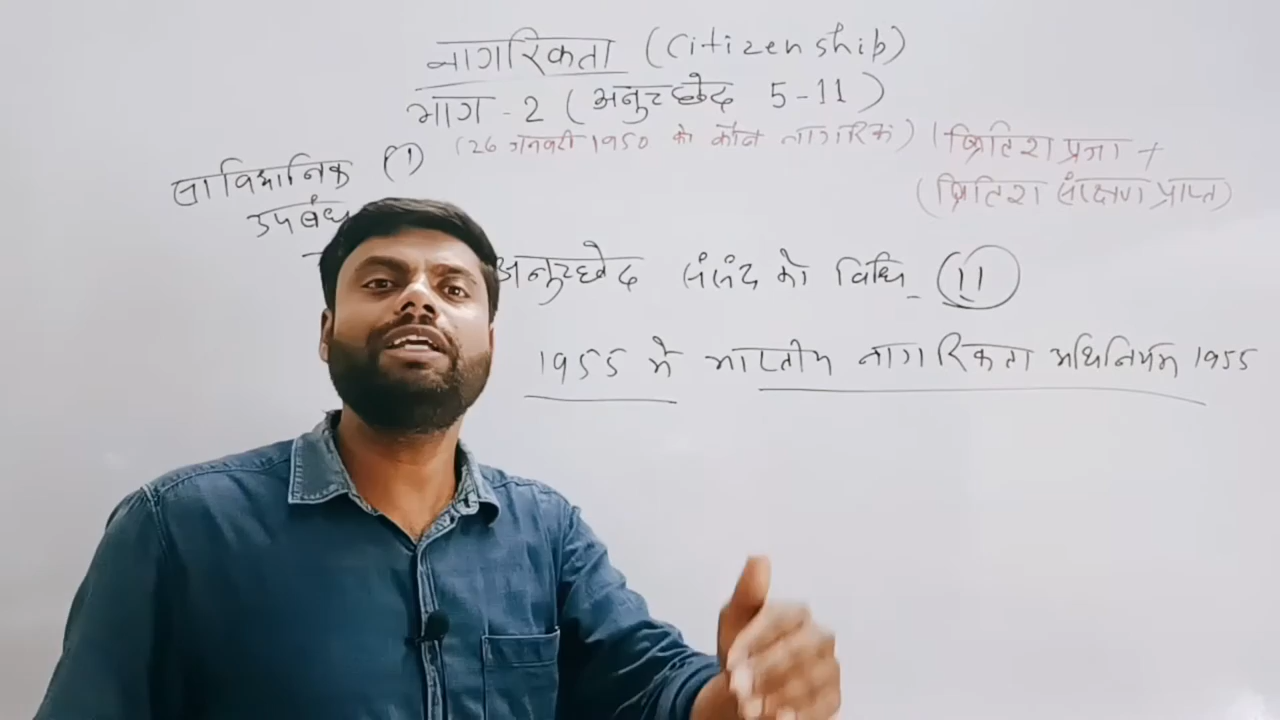 नागरिकता (Citizenship)
भाग - 2 (अनुच्छेद 5-11)
(26 जनवरी 1950 को कौन नागरिक) (ब्रितिश प्रजा +
(ब्रितिश संरक्षण प्राप्त)
साविधानिक (1)
उपबंध
अनुच्छेद संसंद को विधि - (11)
1955 मे भारतीय नागरिकता अधिनियम 1955